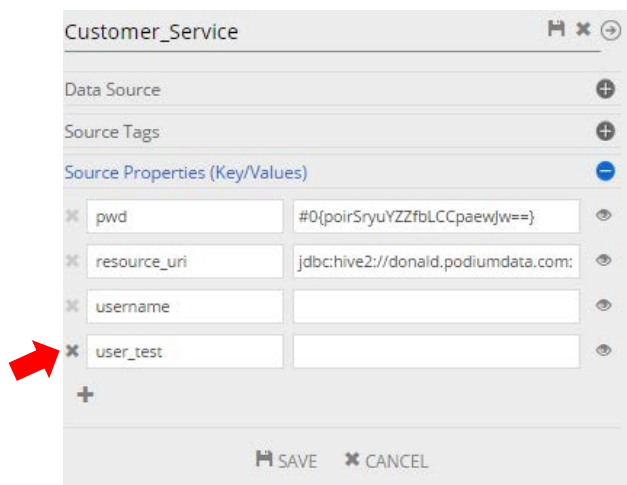 Customer_Service
Data Source
Source Tags
Source Properties (Key/Values)
pwd #0{poirSryuYZZfbLCCpaewJw==}
resource_uri jdbc:hive2://donald.podiumdata.com:
username
user_test
SAVE CANCEL